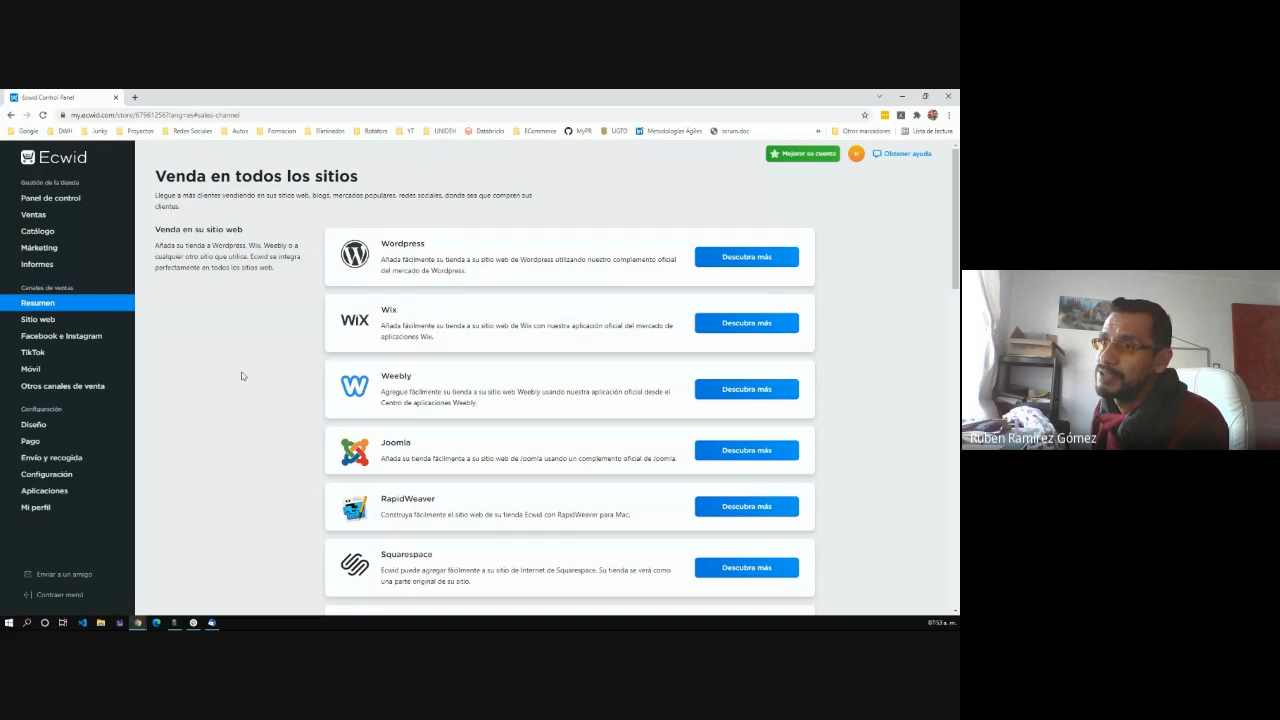 Ecwid Control Panel
my.ecwid.com/store/67961256?lang=es#sales-channel
Google
DWH
Junky
Proyectos
Redes Sociales
Autos
Formacion
Eliminados
Rotators
YT
UNIDEH
Databricks
ECommerce
MyPR
UGTO
Metodologías Ágiles
scrum.doc
»
Otros marcadores
Lista de lectura
Ecwid
Mejorar su cuenta
Obtener ayuda
Gestión de la tienda
Panel de control
Ventas
Catálogo
Márketing
Informes
Canales de ventas
Resumen
Sitio web
Facebook e Instagram
TikTok
Móvil
Otros canales de venta
Configuración
Diseño
Pago
Envío y recogida
Configuración
Aplicaciones
Mi perfil
Enviar a un amigo
Contraer menú
Venda en todos los sitios
Llegue a más clientes vendiendo en sus sitios web, blogs, mercados populares, redes sociales, donde sea que compren sus
clientes.
Venda en su sitio web
Añada su tienda a Wordpress, Wix, Weebly o a
cualquier otro sitio que utilice. Ecwid se integra
perfectamente en todos los sitios web.
Wordpress
Añada fácilmente su tienda a su sitio web de Wordpress utilizando nuestro complemento oficial
del mercado de Wordpress.
Descubra más
WiX
Wix
Añada fácilmente su tienda a su sitio web de Wix con nuestra aplicación oficial del mercado de
aplicaciones Wix.
Descubra más
Weebly
Agregue fácilmente su tienda a su sitio web Weebly usando nuestra aplicación oficial desde el
Centro de aplicaciones Weebly.
Descubra más
Joomla
Añada su tienda fácilmente a su sitio web de Joomla usando un complemento oficial de Joomla.
Descubra más
RapidWeaver
Construya fácilmente el sitio web de su tienda Ecwid con RapidWeaver para Mac.
Descubra más
Squarespace
Ecwid puede agregar fácilmente a su sitio de Internet de Squarespace. Su tienda se verá como
una parte original de su sitio.
Descubra más
07:53 a. m.
Rubén Ramírez Gómez